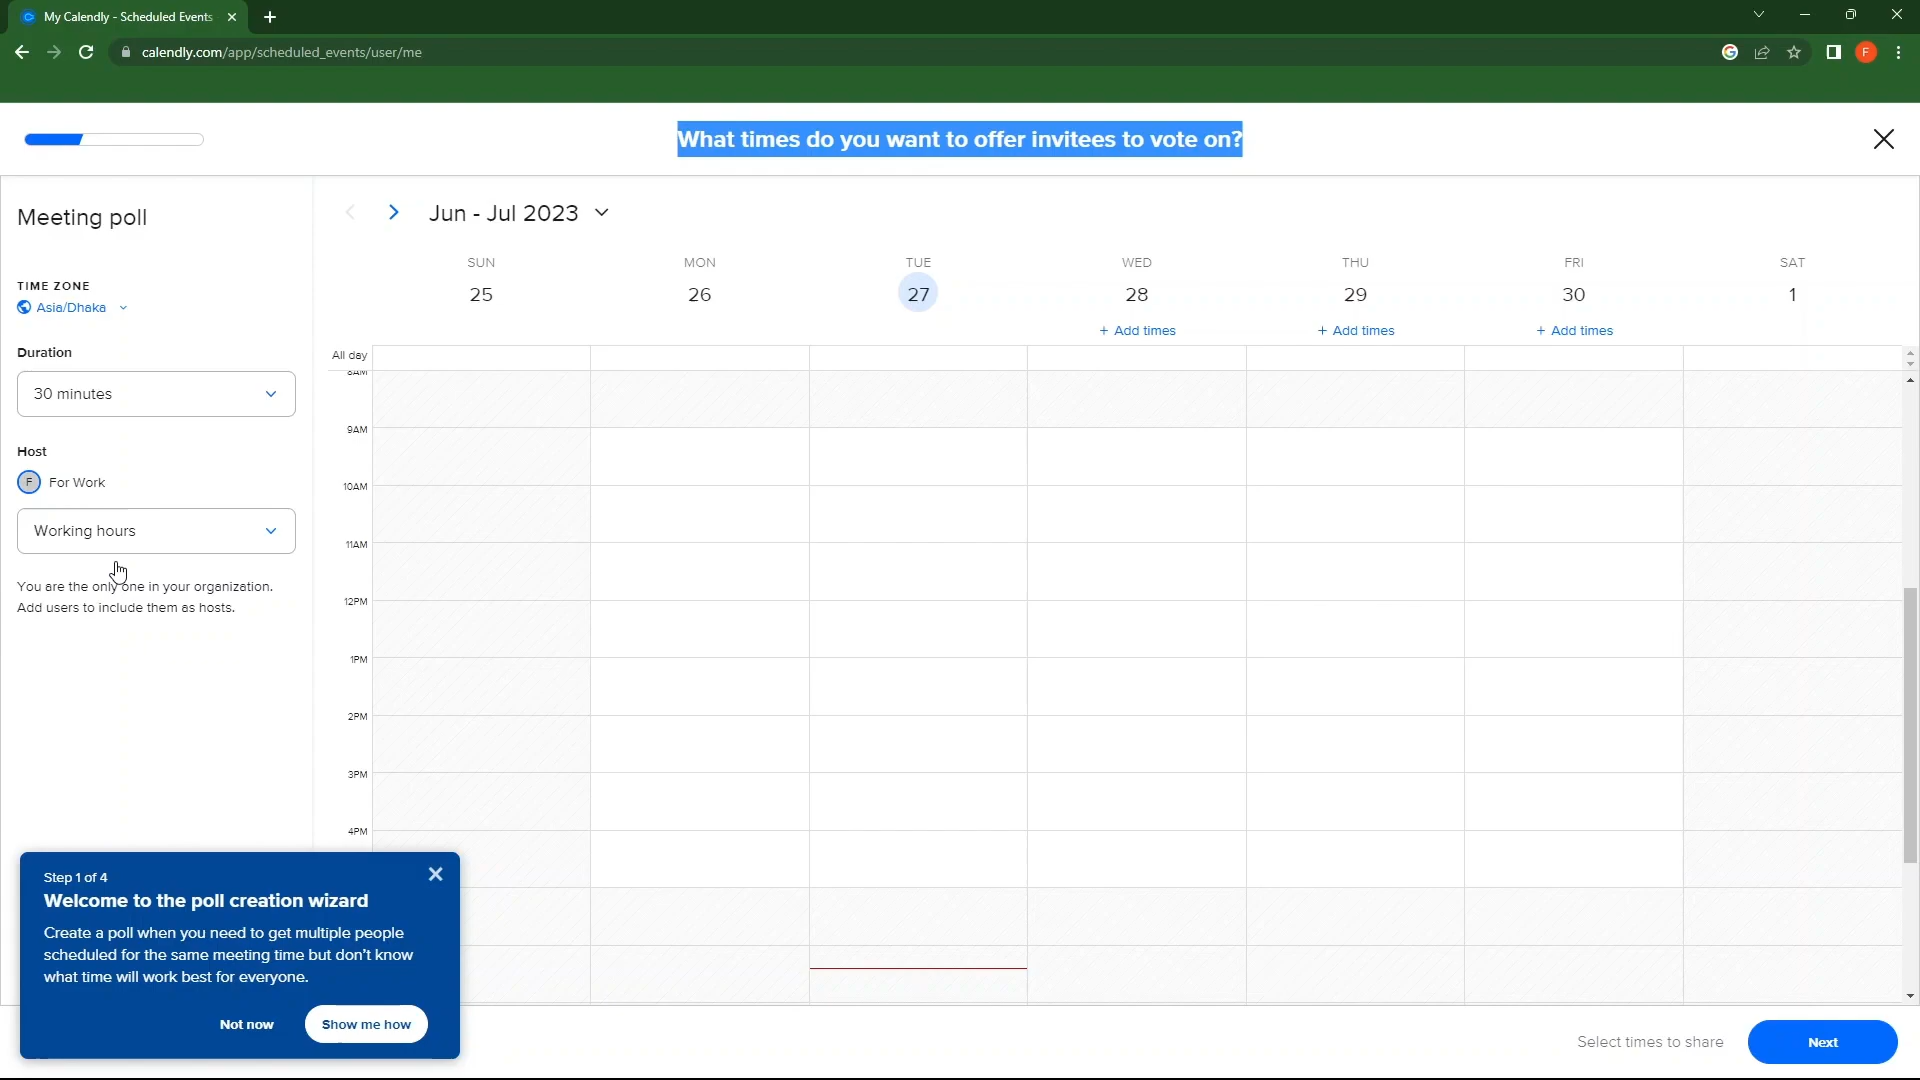 My Calendly - Scheduled Events
calendly.com/app/scheduled_events/user/me
F
What times do you want to offer invitees to vote on?
Meeting poll
Jun - Jul 2023
SUN MON TUE WED THU FRI SAT
25 26 27 28 29 30 1
+ Add times + Add times + Add times
TIME ZONE
Asia/Dhaka
Duration
30 minutes
Host
F For Work
Working hours
You are the only one in your organization.
Add users to include them as hosts.
All day
8AM
9AM
10AM
11AM
12PM
1PM
2PM
3PM
4PM
Step 1 of 4
Welcome to the poll creation wizard
Create a poll when you need to get multiple people
scheduled for the same meeting time but don't know
what time will work best for everyone.
Not now Show me how
Select times to share Next